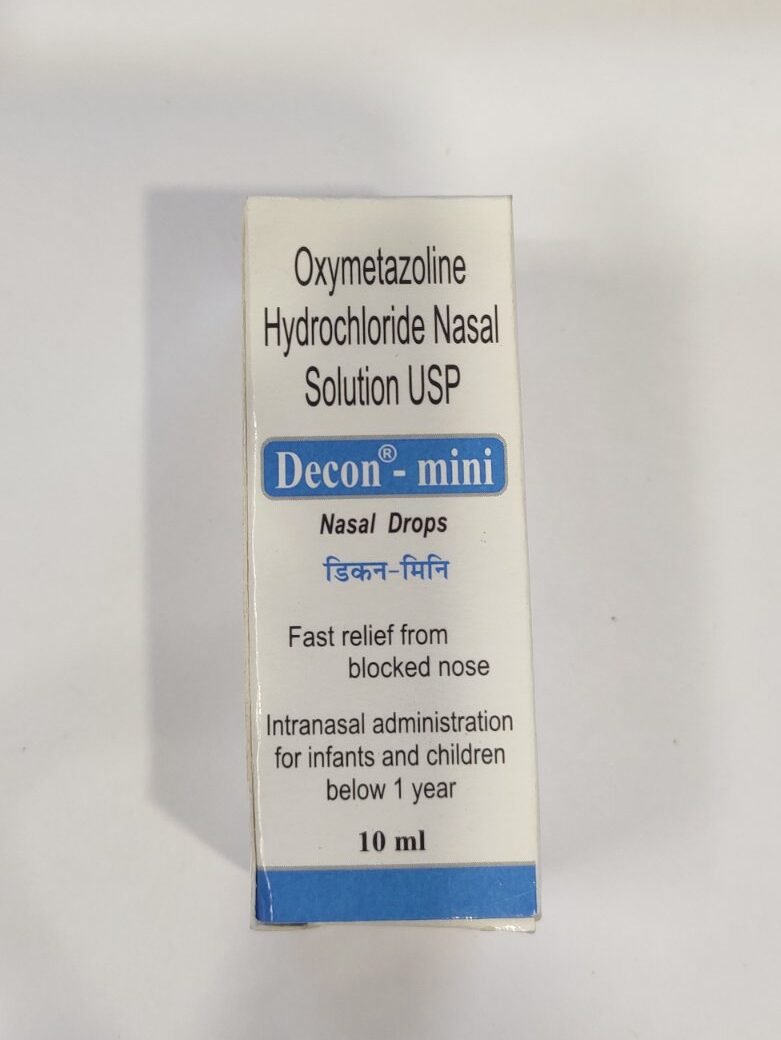 Oxymetazoline
Hydrochloride Nasal
Solution USP
Decon®- mini
Nasal Drops
डिकन-मिनि
Fast relief from
blocked nose
Intranasal administration
for infants and children
below 1 year
10 ml